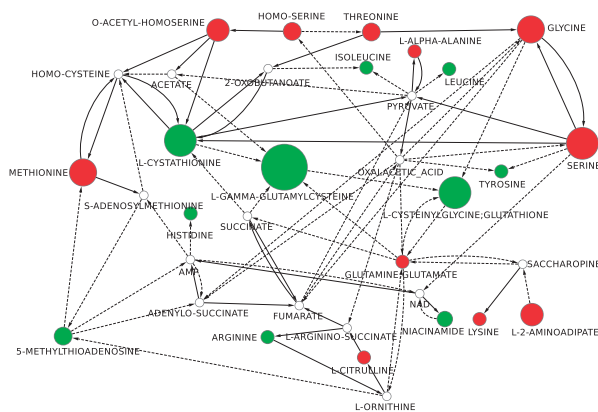 HOMO-SERINE
THREONINE
O-ACETYL-HOMOSERINE
GLYCINE
L-ALPHA-ALANINE
ISOLEUCINE
HOMO-CYSTEINE
ACETATE
2-OXOBUTANOATE
LEUCINE
PYRUVATE
L-CYSTATHIONINE
SERINE
METHIONINE
OXALACETIC_ACID
TYROSINE
L-GAMMA-GLUTAMYLCYSTEINE
S-ADENOSYLMETHIONINE
L-CYSTEINYLGLYCINE;GLUTATHIONE
SUCCINATE
HISTIDINE
SACCHAROPINE
AMP
GLUTAMINE;GLUTAMATE
NAD
ADENYLO-SUCCINATE
FUMARATE
NIACINAMIDE
LYSINE
L-2-AMINOADIPATE
ARGININE
L-ARGININO-SUCCINATE
5-METHYLTHIOADENOSINE
L-CITRULLINE
L-ORNITHINE